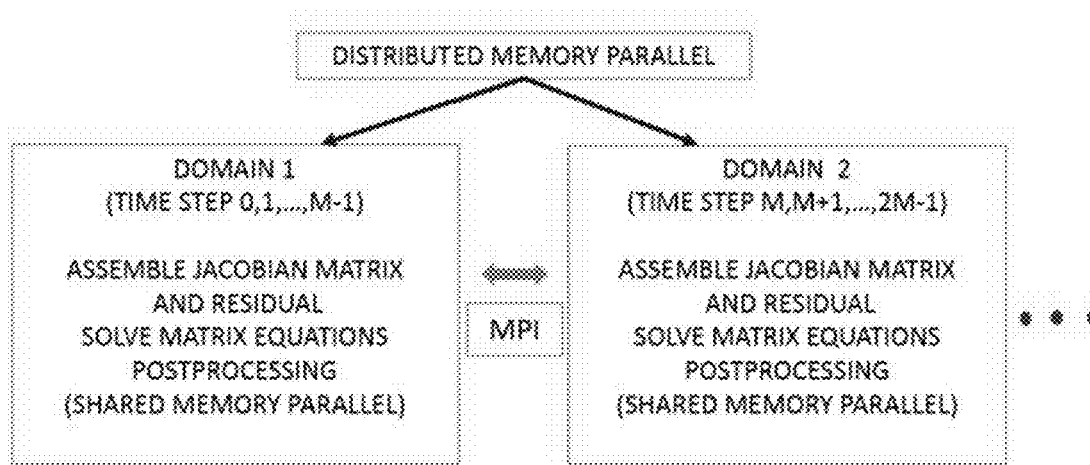 DISTRIBUTED MEMORY PARALLEL
DOMAIN 1
(TIME STEP 0,1,...,M-1)
ASSEMBLE JACOBIAN MATRIX
AND RESIDUAL
SOLVE MATRIX EQUATIONS
POSTPROCESSING
(SHARED MEMORY PARALLEL)
MPI
DOMAIN 2
(TIME STEP M,M+1,...,2M-1)
ASSEMBLE JACOBIAN MATRIX
AND RESIDUAL
SOLVE MATRIX EQUATIONS
POSTPROCESSING
(SHARED MEMORY PARALLEL)
• • •